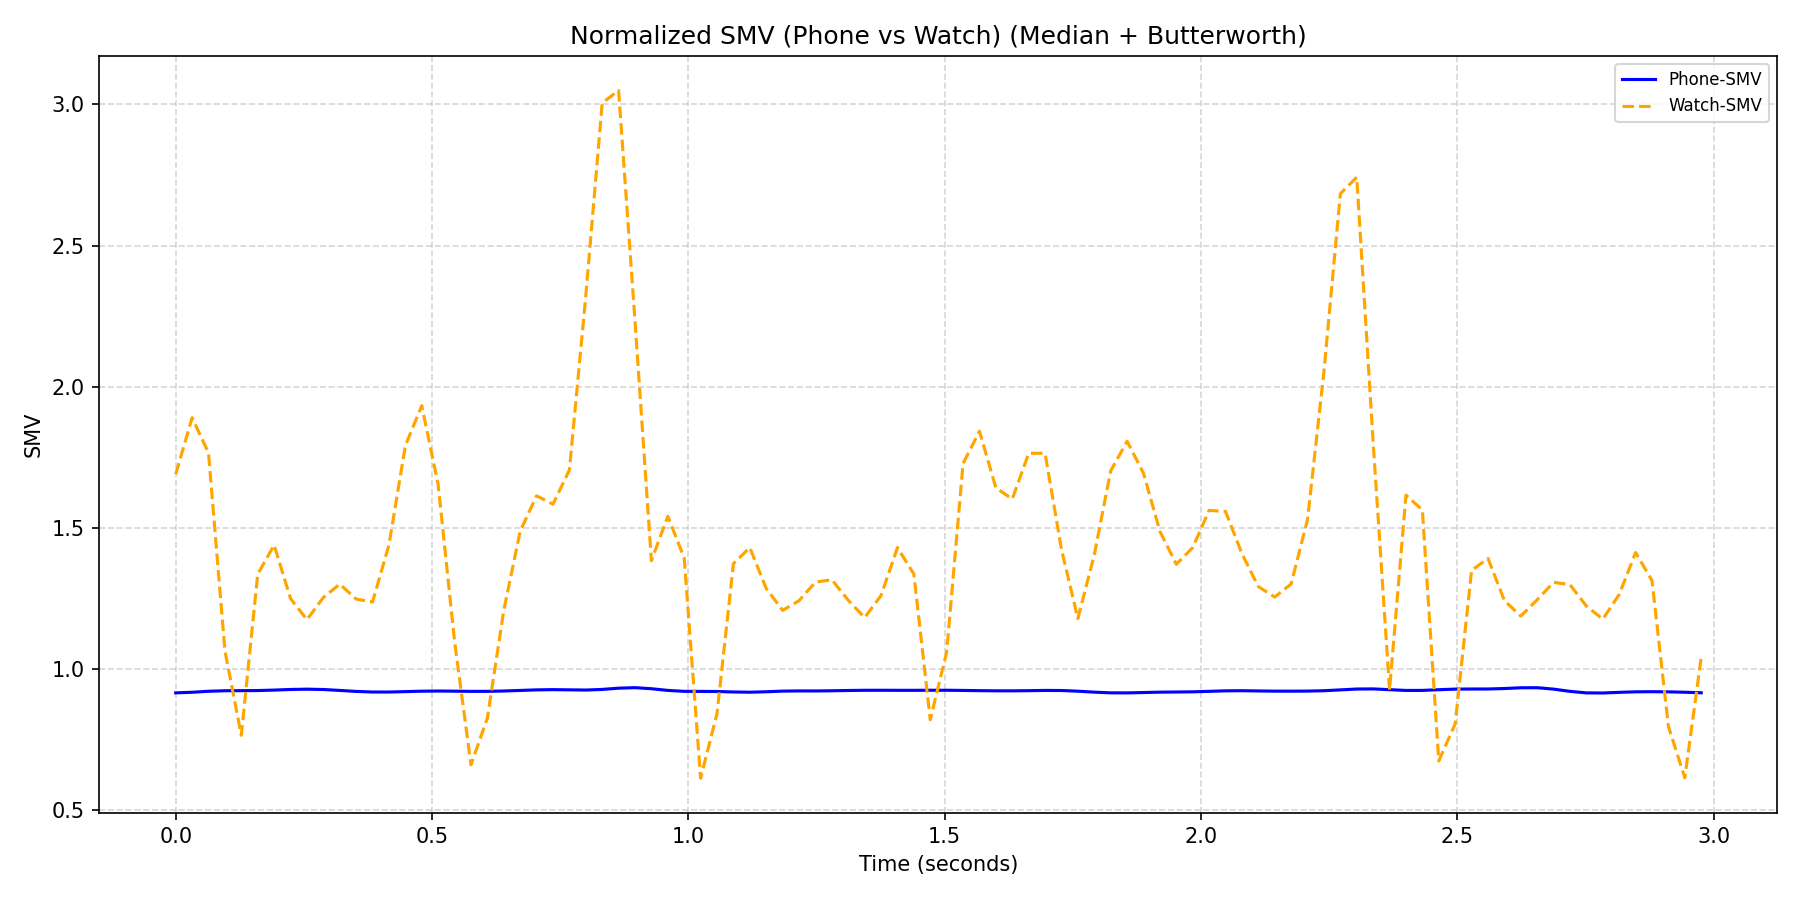 Normalized SMV (Phone vs Watch) (Median + Butterworth)
Phone-SMV
Watch-SMV
3.0
2.5
2.0
1.5
1.0
0.5
SMV
0.0 0.5 1.0 1.5 2.0 2.5 3.0
Time (seconds)